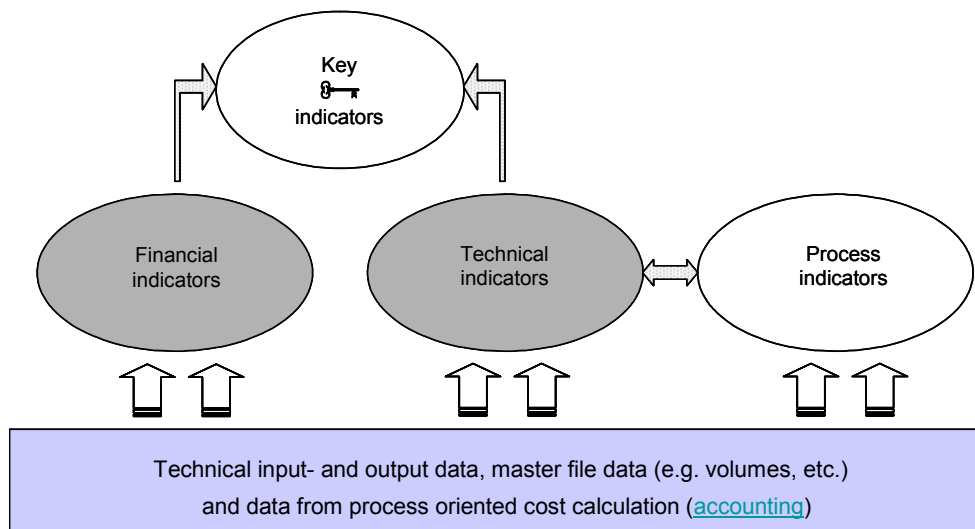 Key
indicators
Financial
indicators
Technical
indicators
Process
indicators
Technical input- and output data, master file data (e.g. volumes, etc.)
and data from process oriented cost calculation (accounting)